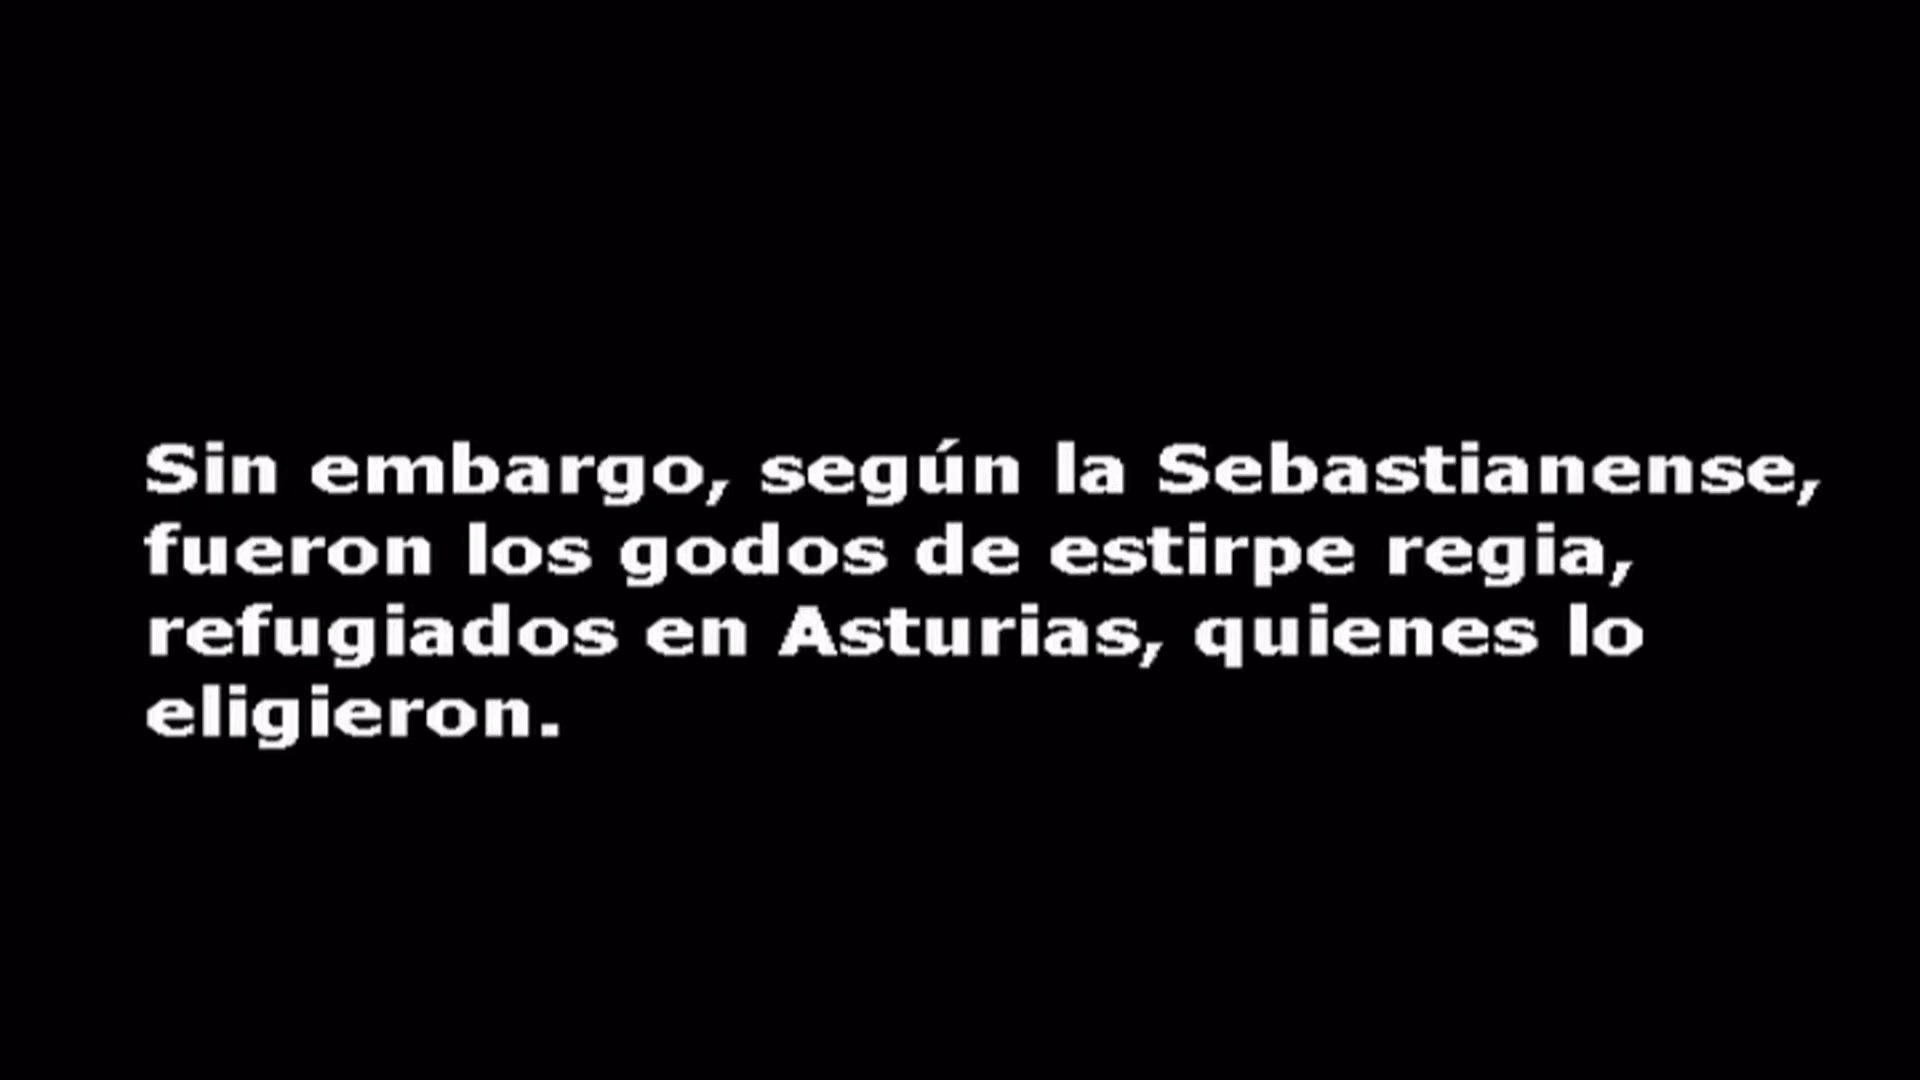 Sin embargo, según la Sebastianense,
fueron los godos de estirpe regia,
refugiados en Asturias, quienes lo
eligieron.